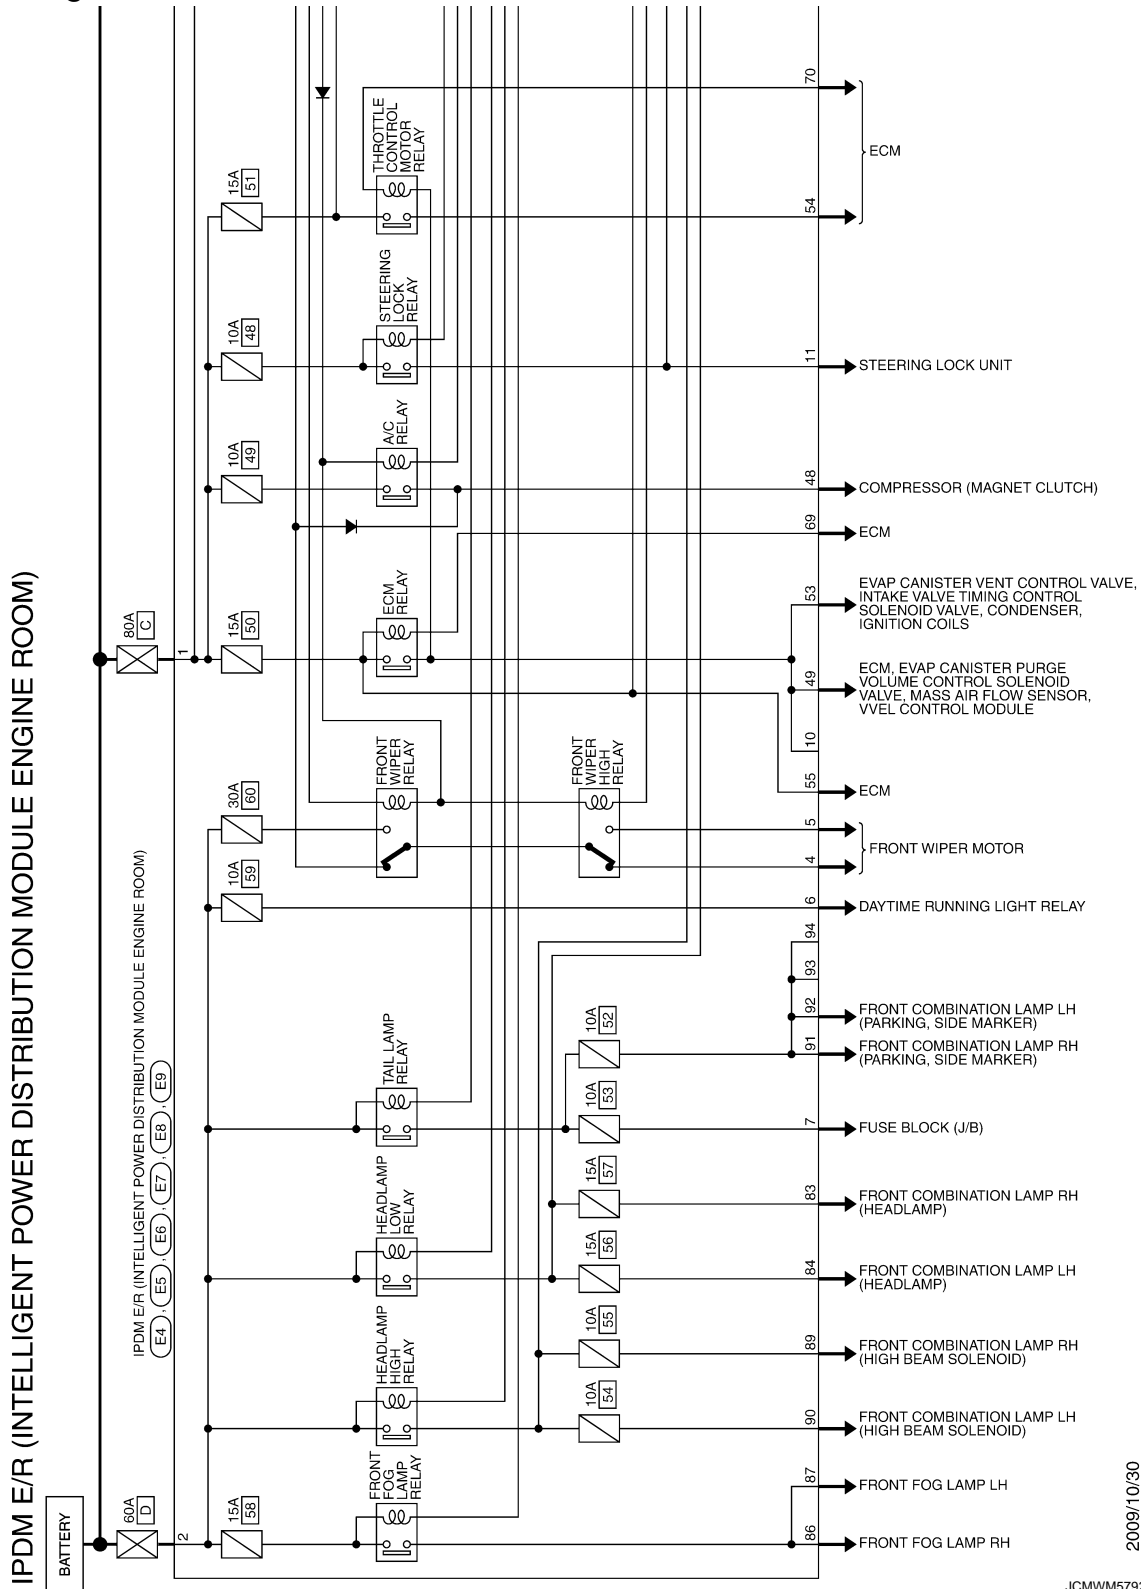 IPDM E/R (INTELLIGENT POWER DISTRIBUTION MODULE ENGINE ROOM)
70
THROTTLE
CONTROL
MOTOR
RELAY
ECM
15A
51
54
STEERING
LOCK
RELAY
10A
48
11
STEERING LOCK UNIT
A/C
RELAY
10A
49
48
COMPRESSOR (MAGNET CLUTCH)
69
ECM
ECM
RELAY
53
EVAP CANISTER VENT CONTROL VALVE,
INTAKE VALVE TIMING CONTROL
SOLENOID VALVE, CONDENSER,
IGNITION COILS
80A
C
1
15A
50
49
ECM, EVAP CANISTER PURGE
VOLUME CONTROL SOLENOID
VALVE, MASS AIR FLOW SENSOR,
VVEL CONTROL MODULE
10
FRONT
WIPER
RELAY
FRONT
WIPER
HIGH
RELAY
55
ECM
30A
60
5
FRONT WIPER MOTOR
4
10A
59
6
DAYTIME RUNNING LIGHT RELAY
94
93
92
FRONT COMBINATION LAMP LH
(PARKING, SIDE MARKER)
10A
52
91
FRONT COMBINATION LAMP RH
(PARKING, SIDE MARKER)
IPDM E/R (INTELLIGENT POWER DISTRIBUTION MODULE ENGINE ROOM)
E4 , E5 , E6 , E7 , E8 , E9
TAIL LAMP
RELAY
10A
53
7
FUSE BLOCK (J/B)
15A
57
83
FRONT COMBINATION LAMP RH
(HEADLAMP)
HEADLAMP
LOW
RELAY
15A
56
84
FRONT COMBINATION LAMP LH
(HEADLAMP)
10A
55
89
FRONT COMBINATION LAMP RH
(HIGH BEAM SOLENOID)
HEADLAMP
HIGH
RELAY
10A
54
90
FRONT COMBINATION LAMP LH
(HIGH BEAM SOLENOID)
87
FRONT FOG LAMP LH
FRONT
FOG
LAMP
RELAY
BATTERY
60A
D
2
15A
58
86
FRONT FOG LAMP RH
2009/10/30